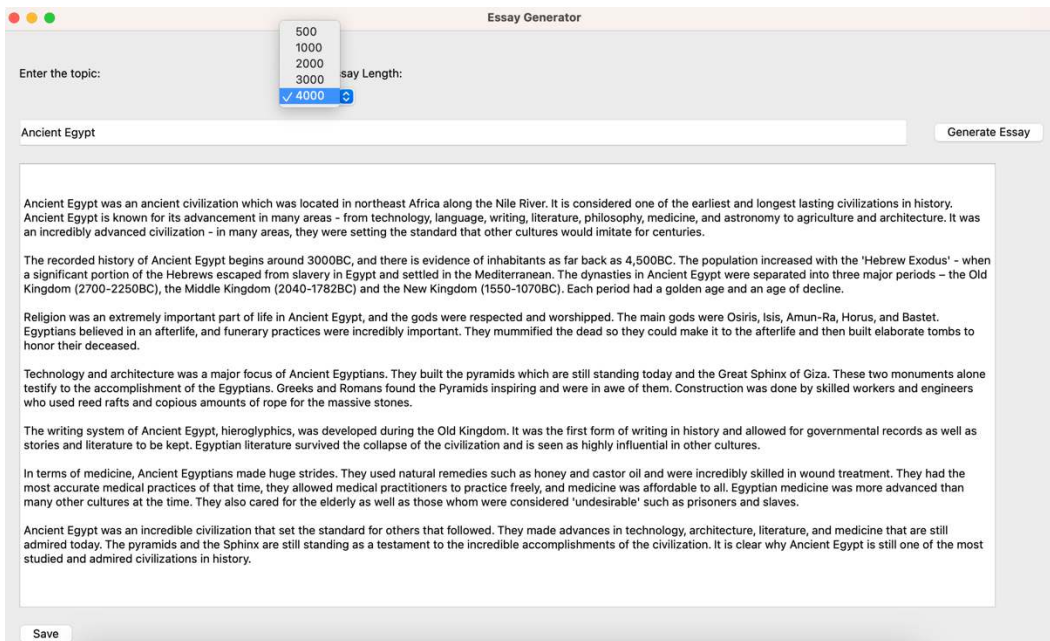 Essay Generator
500
1000
2000
3000
✓ 4000
Enter the topic:
say Length:
Ancient Egypt
Generate Essay
Ancient Egypt was an ancient civilization which was located in northeast Africa along the Nile River. It is considered one of the earliest and longest lasting civilizations in history.
Ancient Egypt is known for its advancement in many areas - from technology, language, writing, literature, philosophy, medicine, and astronomy to agriculture and architecture. It was
an incredibly advanced civilization - in many areas, they were setting the standard that other cultures would imitate for centuries.
The recorded history of Ancient Egypt begins around 3000BC, and there is evidence of inhabitants as far back as 4,500BC. The population increased with the 'Hebrew Exodus' - when
a significant portion of the Hebrews escaped from slavery in Egypt and settled in the Mediterranean. The dynasties in Ancient Egypt were separated into three major periods – the Old
Kingdom (2700-2250BC), the Middle Kingdom (2040-1782BC) and the New Kingdom (1550-1070BC). Each period had a golden age and an age of decline.
Religion was an extremely important part of life in Ancient Egypt, and the gods were respected and worshipped. The main gods were Osiris, Isis, Amun-Ra, Horus, and Bastet.
Egyptians believed in an afterlife, and funerary practices were incredibly important. They mummified the dead so they could make it to the afterlife and then built elaborate tombs to
honor their deceased.
Technology and architecture was a major focus of Ancient Egyptians. They built the pyramids which are still standing today and the Great Sphinx of Giza. These two monuments alone
testify to the accomplishment of the Egyptians. Greeks and Romans found the Pyramids inspiring and were in awe of them. Construction was done by skilled workers and engineers
who used reed rafts and copious amounts of rope for the massive stones.
The writing system of Ancient Egypt, hieroglyphics, was developed during the Old Kingdom. It was the first form of writing in history and allowed for governmental records as well as
stories and literature to be kept. Egyptian literature survived the collapse of the civilization and is seen as highly influential in other cultures.
In terms of medicine, Ancient Egyptians made huge strides. They used natural remedies such as honey and castor oil and were incredibly skilled in wound treatment. They had the
most accurate medical practices of that time, they allowed medical practitioners to practice freely, and medicine was affordable to all. Egyptian medicine was more advanced than
many other cultures at the time. They also cared for the elderly as well as those whom were considered 'undesirable' such as prisoners and slaves.
Ancient Egypt was an incredible civilization that set the standard for others that followed. They made advances in technology, architecture, literature, and medicine that are still
admired today. The pyramids and the Sphinx are still standing as a testament to the incredible accomplishments of the civilization. It is clear why Ancient Egypt is still one of the most
studied and admired civilizations in history.
Save